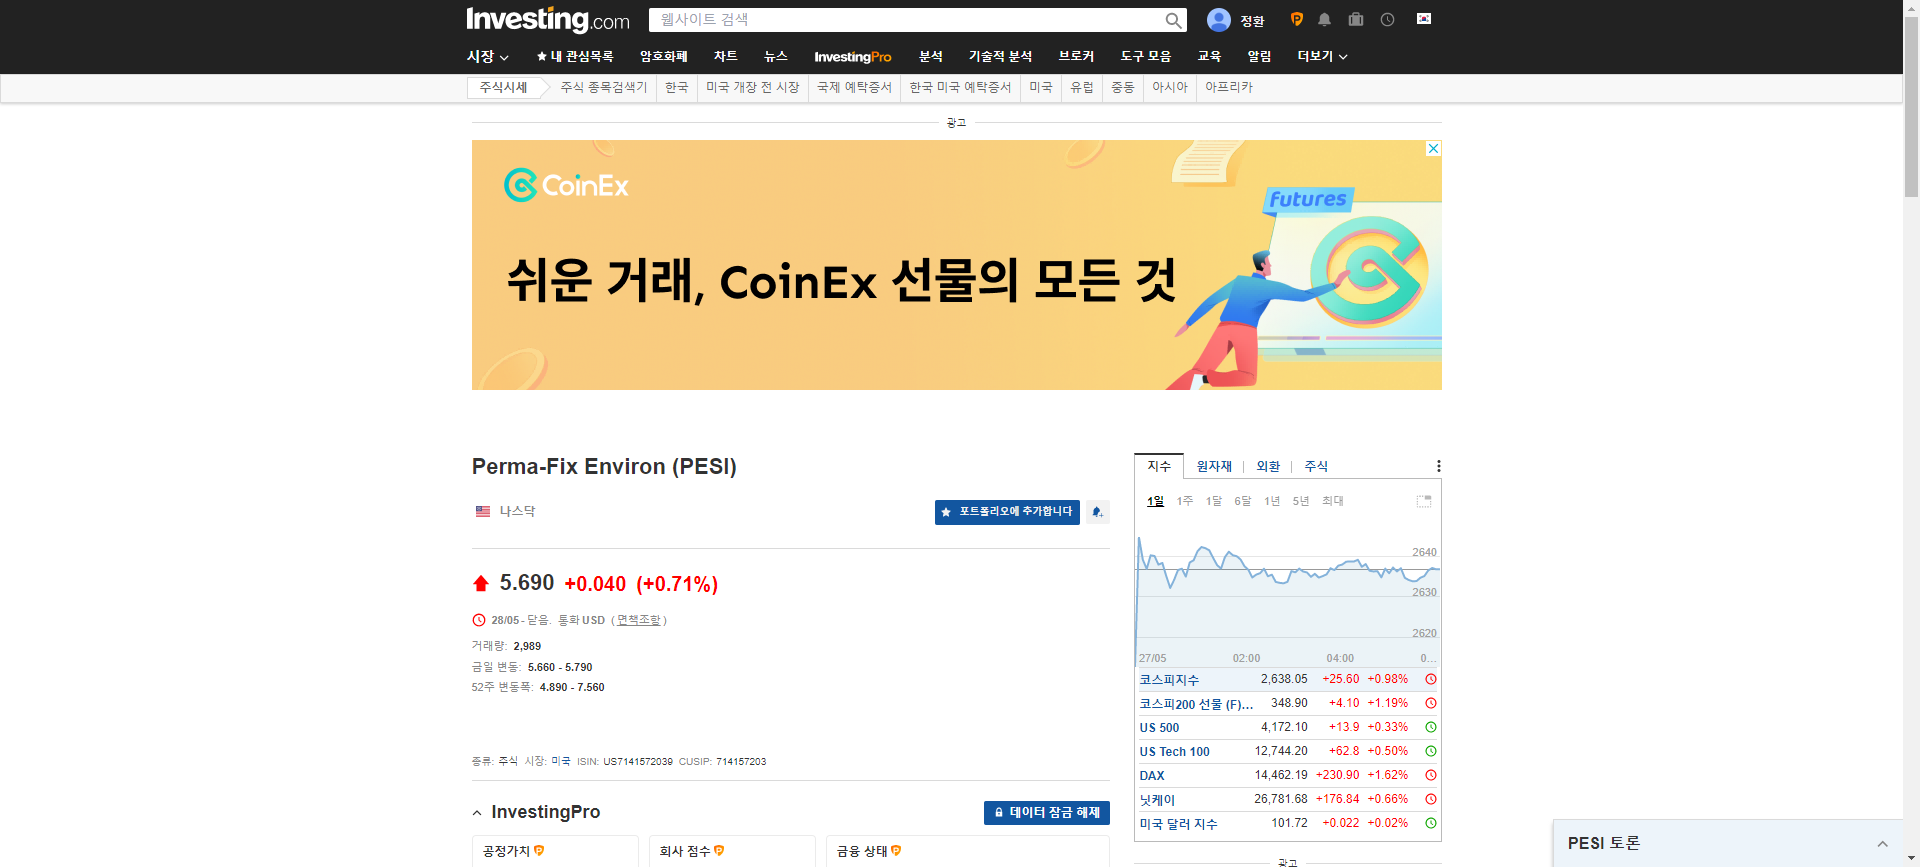 Investing.com
웹사이트 검색
정환
시장
내 관심목록
암호화폐
차트
뉴스
InvestingPro
분석
기술적 분석
브로커
도구 모음
교육
알림
더보기
주식시세
주식 종목검색기
한국
미국 개장 전 시장
국제 예탁증서
한국 미국 예탁증서
미국
유럽
중동
아시아
아프리카
광고
CoinEx
futures
쉬운 거래, CoinEx 선물의 모든 것
Perma-Fix Environ (PESI)
나스닥
포트폴리오에 추가합니다
5.690 +0.040 (+0.71%)
28/05 - 닫음. 통화 USD ( 면책조항 )
거래량: 2,989
금일 변동: 5.660 - 5.790
52주 변동폭: 4.890 - 7.560
종류: 주식 시장: 미국 ISIN: US7141572039 CUSIP: 714157203
InvestingPro
데이터 잠금 해제
공정가치
회사 점수
금융 상태
지수
원자재
외환
주식
1일 1주 1달 6달 1년 5년 최대
2640
2630
2620
27/05 02:00 04:00 0...
코스피지수 2,638.05 +25.60 +0.98%
코스피200 선물 (F)... 348.90 +4.10 +1.19%
US 500 4,172.10 +13.9 +0.33%
US Tech 100 12,744.20 +62.8 +0.50%
DAX 14,462.19 +230.90 +1.62%
닛케이 26,781.68 +176.84 +0.66%
미국 달러 지수 101.72 +0.022 +0.02%
광고
PESI 토론